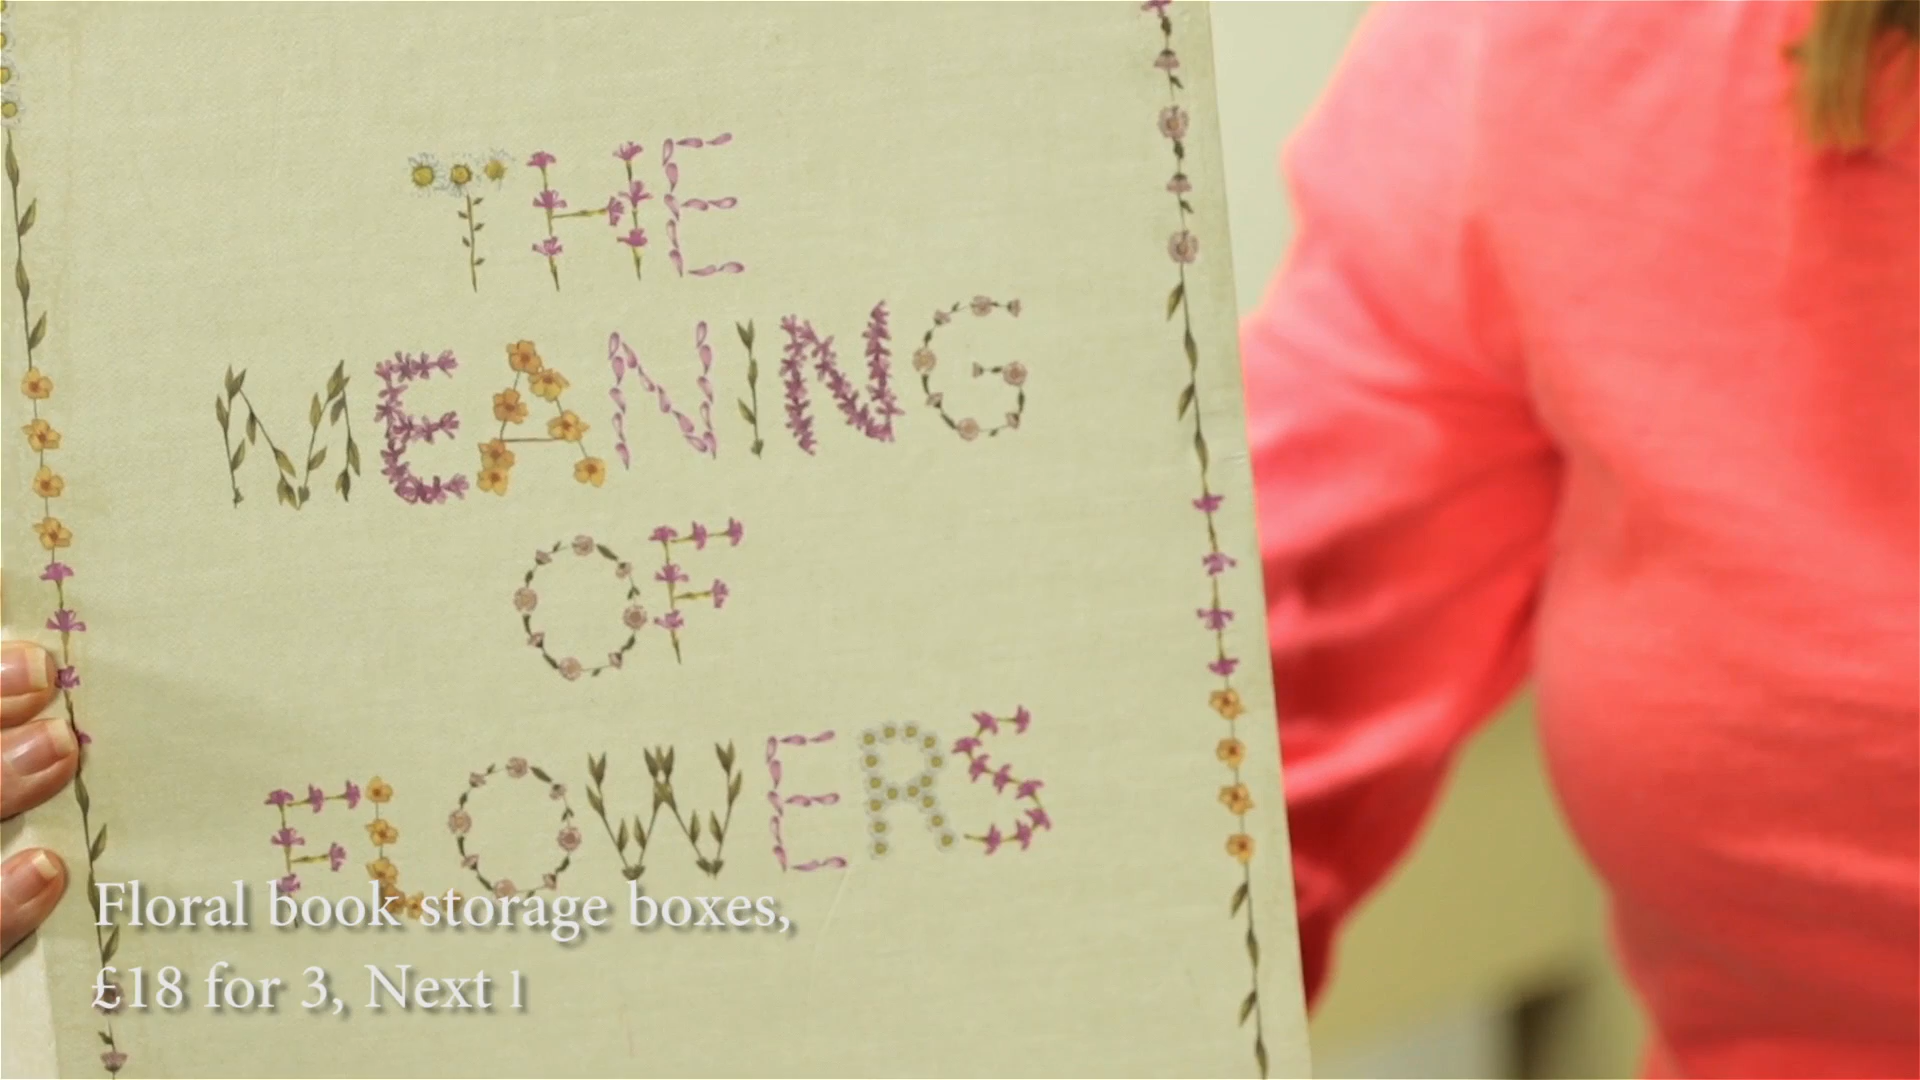 THE
MEANING
OF
FLOWERS
Floral book storage boxes,
£18 for 3, Next